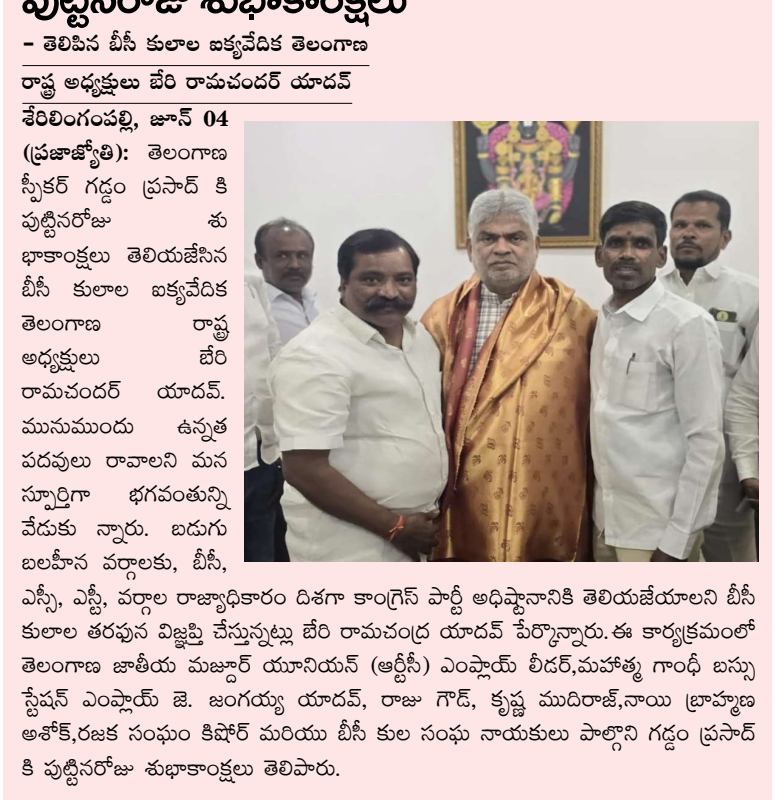 పుట్టినరోజు శుభాకాంక్షలు
- తెలిపిన బీసీ కులాల ఐక్యవేదిక తెలంగాణ
రాష్ట్ర అధ్యక్షులు బేరి రామచందర్ యాదవ్
శేరిలింగంపల్లి, జూన్ 04
(ప్రజాజ్యోతి): తెలంగాణ
స్పీకర్ గడ్డం ప్రసాద్ కి
పుట్టినరోజు శు
భాకాంక్షలు తెలియజేసిన
బీసీ కులాల ఐక్యవేదిక
తెలంగాణ రాష్ట్ర
అధ్యక్షులు బేరి
రామచందర్ యాదవ్.
మునుముందు ఉన్నత
పదవులు రావాలని మన
స్పూర్తిగా భగవంతున్ని
వేడుకు న్నారు. బడుగు
బలహీన వర్గాలకు, బీసీ,
ఎస్సీ, ఎస్టీ, వర్గాల రాజ్యాధికారం దిశగా కాంగ్రెస్ పార్టీ అధిష్టానానికి తెలియజేయాలని బీసీ
కులాల తరఫున విజ్ఞప్తి చేస్తున్నట్లు బేరి రామచంద్ర యాదవ్ పేర్కొన్నారు.ఈ కార్యక్రమంలో
తెలంగాణ జాతీయ మజ్దూర్ యూనియన్ (ఆర్టీసీ) ఎంప్లాయ్ లీడర్,మహాత్మ గాంధీ బస్సు
స్టేషన్ ఎంప్లాయ్ జె. జంగయ్య యాదవ్, రాజు గౌడ్, కృష్ణ ముదిరాజ్,నాయి బ్రాహ్మణ
అశోక్,రజక సంఘం కిషోర్ మరియు బీసీ కుల సంఘ నాయకులు పాల్గొని గడ్డం ప్రసాద్
కి పుట్టినరోజు శుభాకాంక్షలు తెలిపారు.